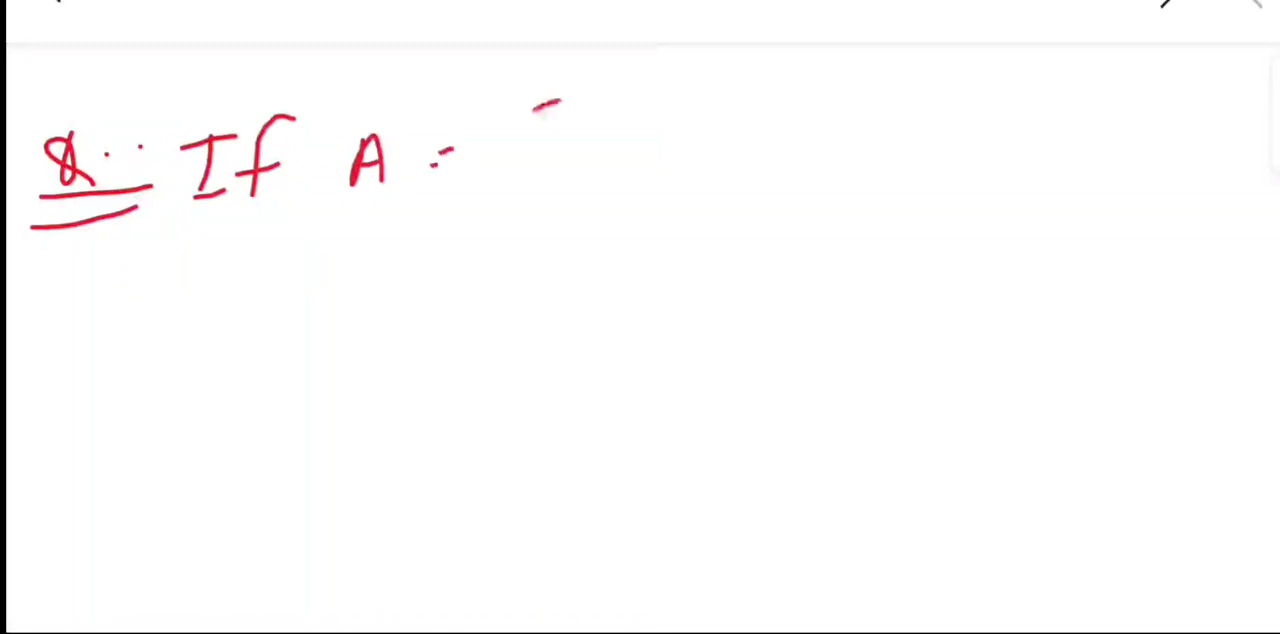 Q:. If A =